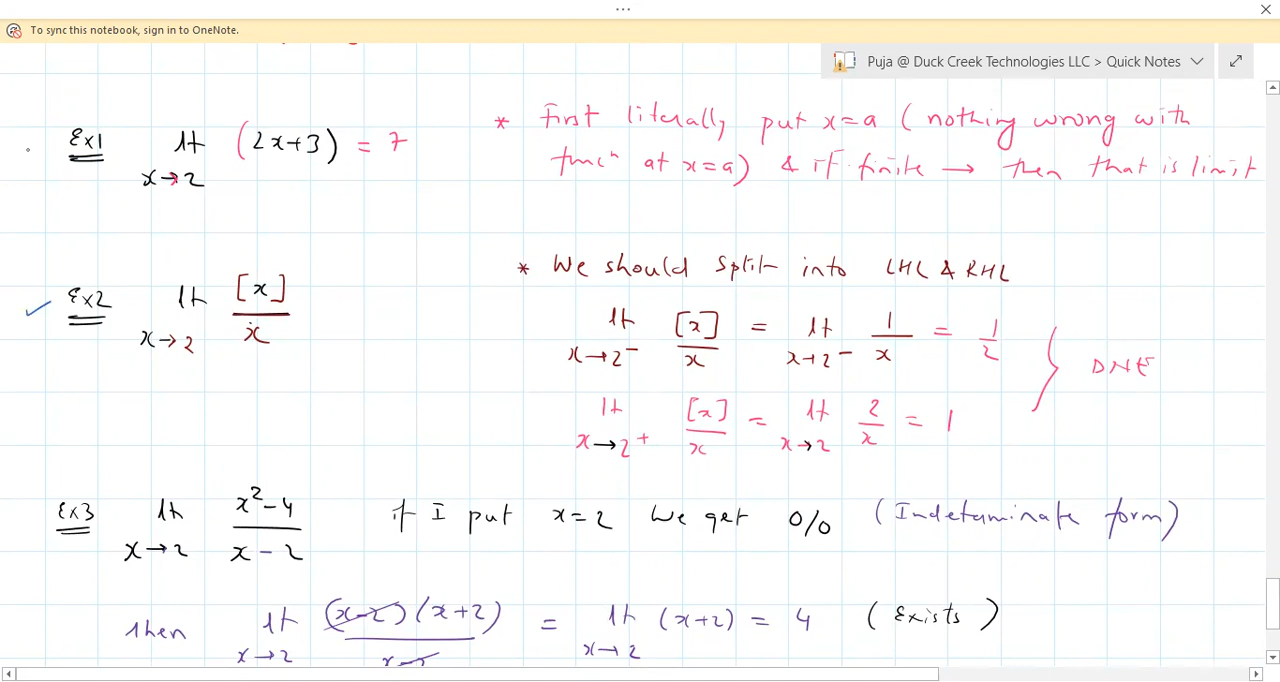 To sync this notebook, sign in to OneNote.
Puja @ Duck Creek Technologies LLC > Quick Notes
Ex1 lt (2x+3) = 7
x→2
* First literally put x=a (nothing wrong with
funcⁿ at x=a) & if finite → then that is limit
Ex2 lt [x]/x
x→2
* We should split into LHL & RHL
lt [x]/x = lt 1/x = 1/2
x→2⁻ x→2⁻
DNE
lt [x]/x = lt 2/x = 1
x→2⁺ x→2
Ex3 lt x²-4 / x-2 if I put x=2 we get 0/0 (Indetaminate form)
x→2
then lt (x-2)(x+2) / x-2 = lt (x+2) = 4 (Exists)
x→2 x→2